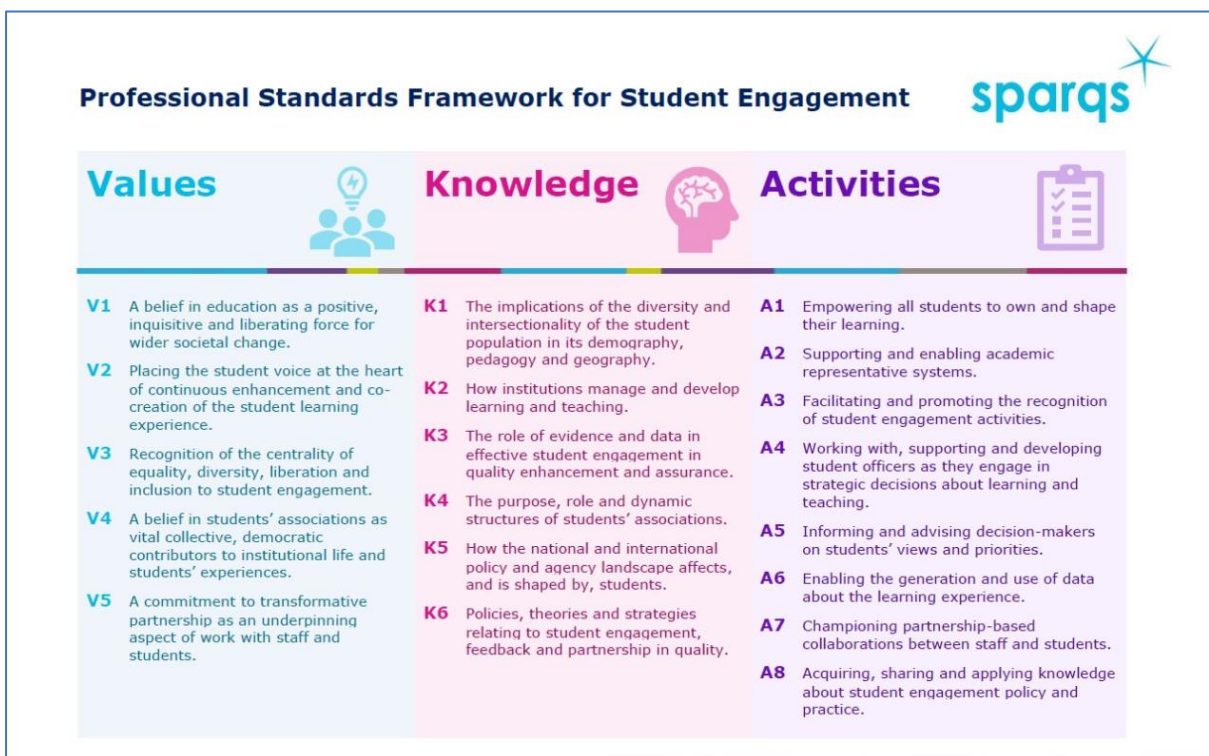 Professional Standards Framework for Student Engagement
sparqs
Values
V1 A belief in education as a positive,
inquisitive and liberating force for
wider societal change.
V2 Placing the student voice at the heart
of continuous enhancement and co-
creation of the student learning
experience.
V3 Recognition of the centrality of
equality, diversity, liberation and
inclusion to student engagement.
V4 A belief in students' associations as
vital collective, democratic
contributors to institutional life and
students' experiences.
V5 A commitment to transformative
partnership as an underpinning
aspect of work with staff and
students.
Knowledge
K1 The implications of the diversity and
intersectionality of the student
population in its demography,
pedagogy and geography.
K2 How institutions manage and develop
learning and teaching.
K3 The role of evidence and data in
effective student engagement in
quality enhancement and assurance.
K4 The purpose, role and dynamic
structures of students' associations.
K5 How the national and international
policy and agency landscape affects,
and is shaped by, students.
K6 Policies, theories and strategies
relating to student engagement,
feedback and partnership in quality.
Activities
A1 Empowering all students to own and shape
their learning.
A2 Supporting and enabling academic
representative systems.
A3 Facilitating and promoting the recognition
of student engagement activities.
A4 Working with, supporting and developing
student officers as they engage in
strategic decisions about learning and
teaching.
A5 Informing and advising decision-makers
on students' views and priorities.
A6 Enabling the generation and use of data
about the learning experience.
A7 Championing partnership-based
collaborations between staff and students.
A8 Acquiring, sharing and applying knowledge
about student engagement policy and
practice.